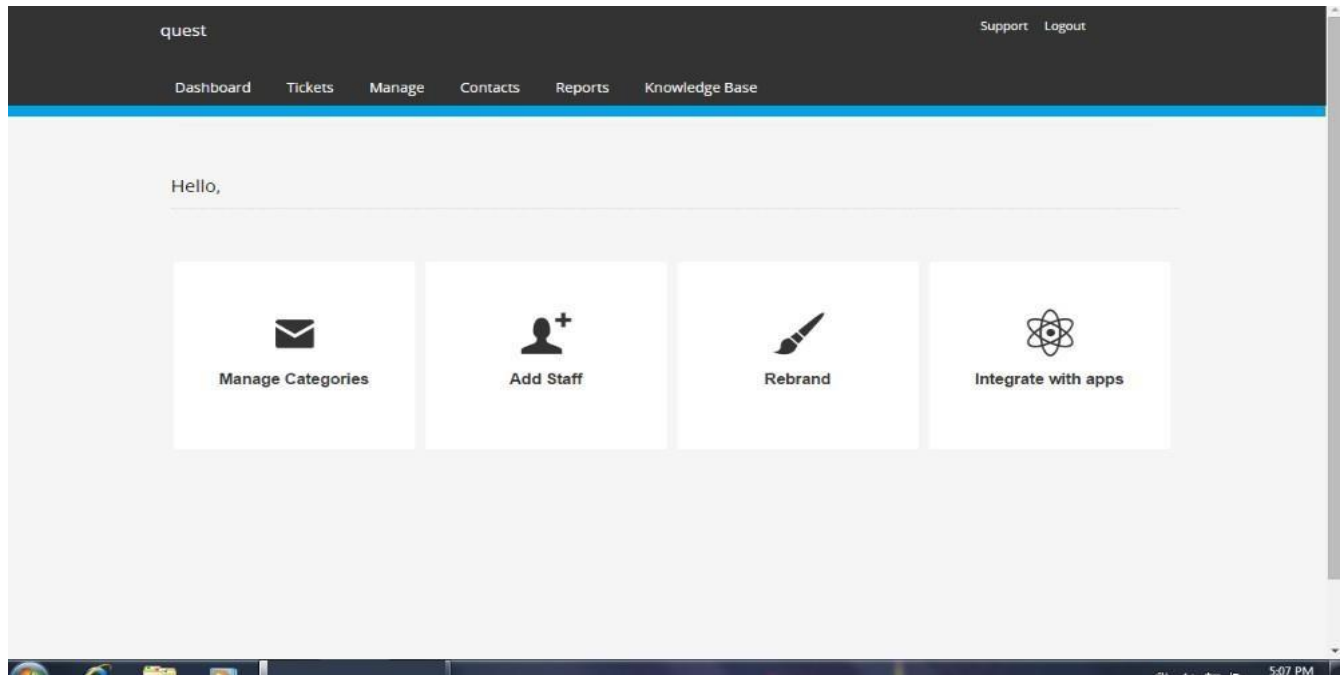 quest
Support Logout
Dashboard Tickets Manage Contacts Reports Knowledge Base
Hello,
Manage Categories
Add Staff
Rebrand
Integrate with apps
5:07 PM